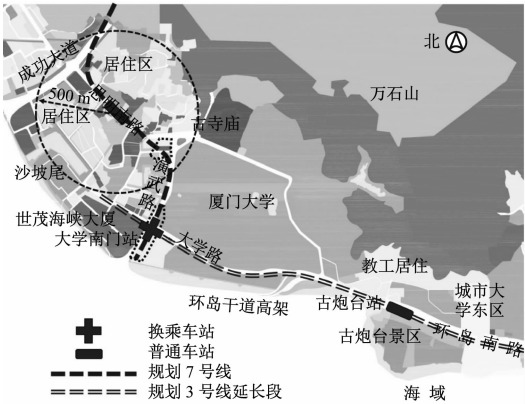 北
成功大道
居住区
万石山
500 m
思明南路
居住区
古寺庙
演武路
沙坡尾
厦门大学
世茂海峡大厦
大学南门站
大学路
教工居住
城市大
学东区
环岛干道高架
古炮台站
环岛南路
古炮台景区
换乘车站
普通车站
规划7号线
规划3号线延长段
海域